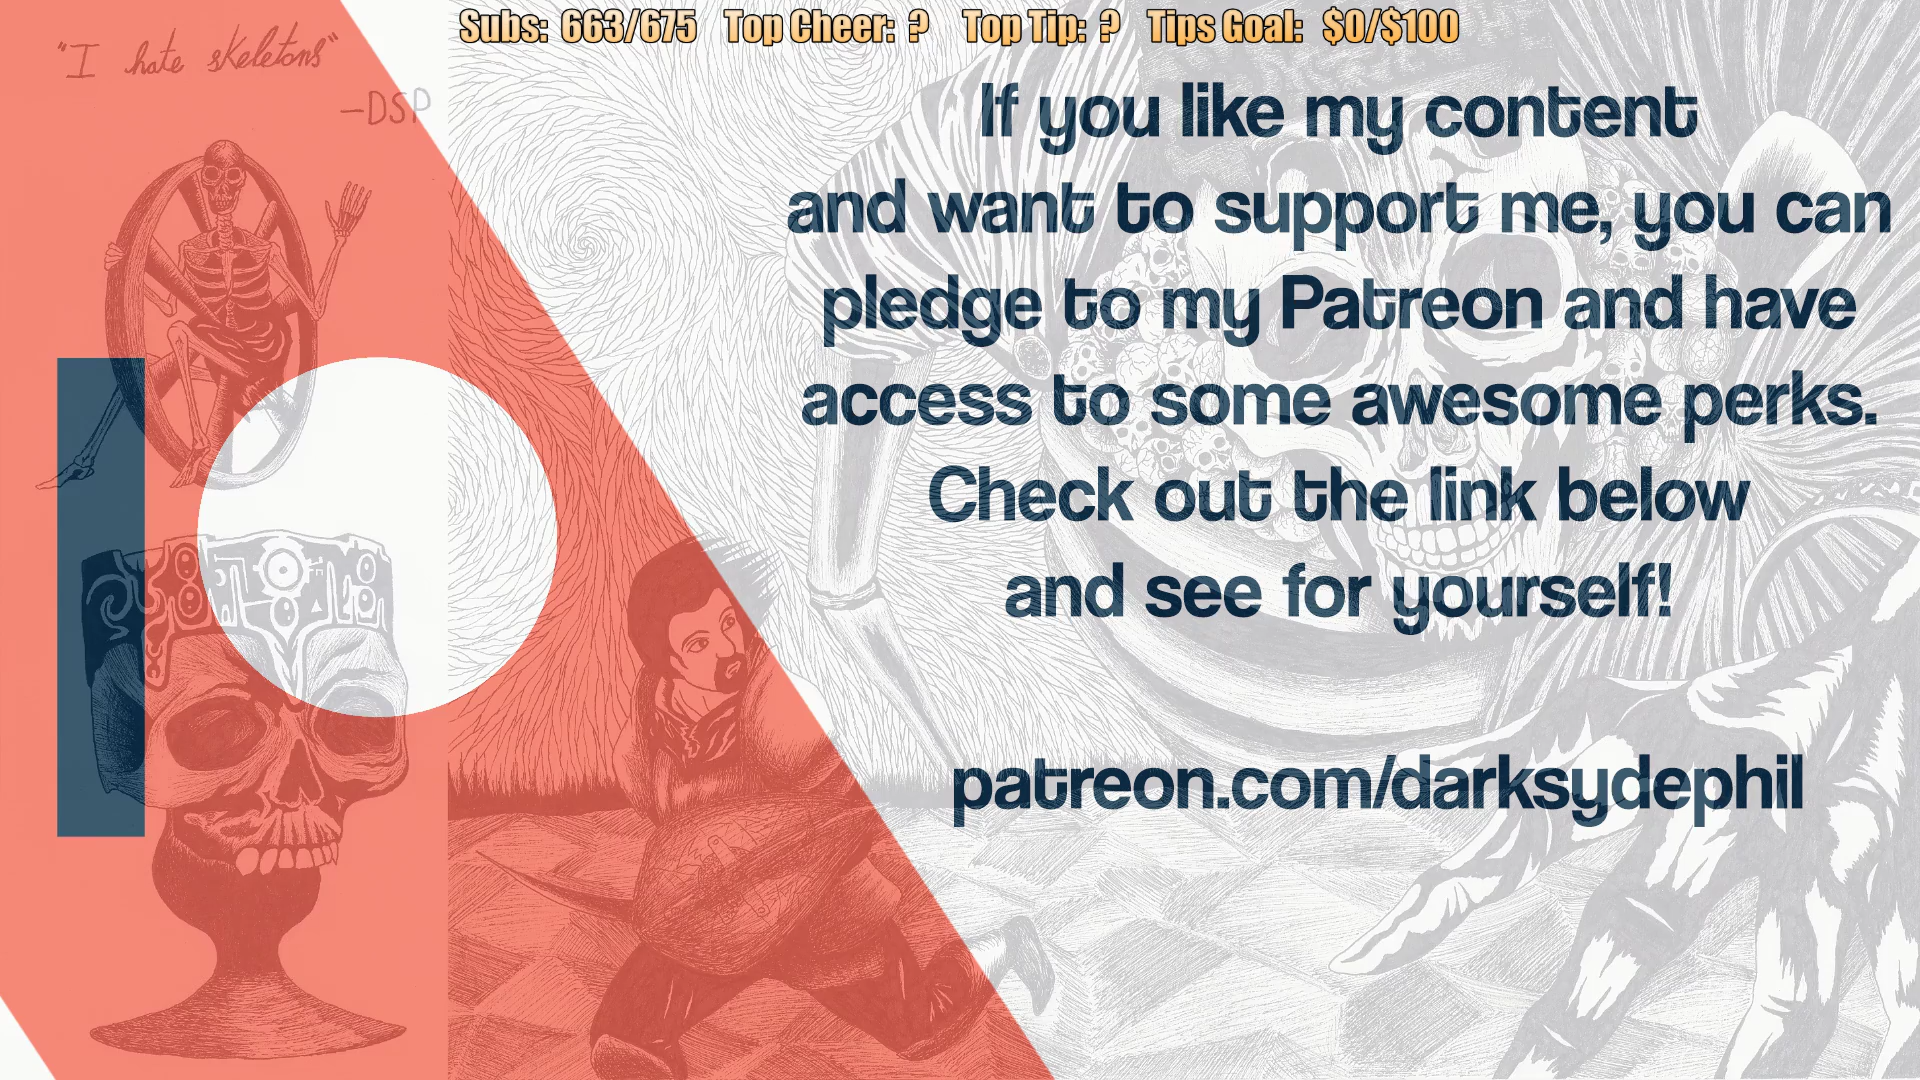 Subs: 663/675 Top Cheer: ? Top Tip: ? Tips Goal: $0/$100
"I hate skeletons"
-DSP
If you like my content
and want to support me, you can
pledge to my Patreon and have
access to some awesome perks.
Check out the link below
and see for yourself!
patreon.com/darksydephil